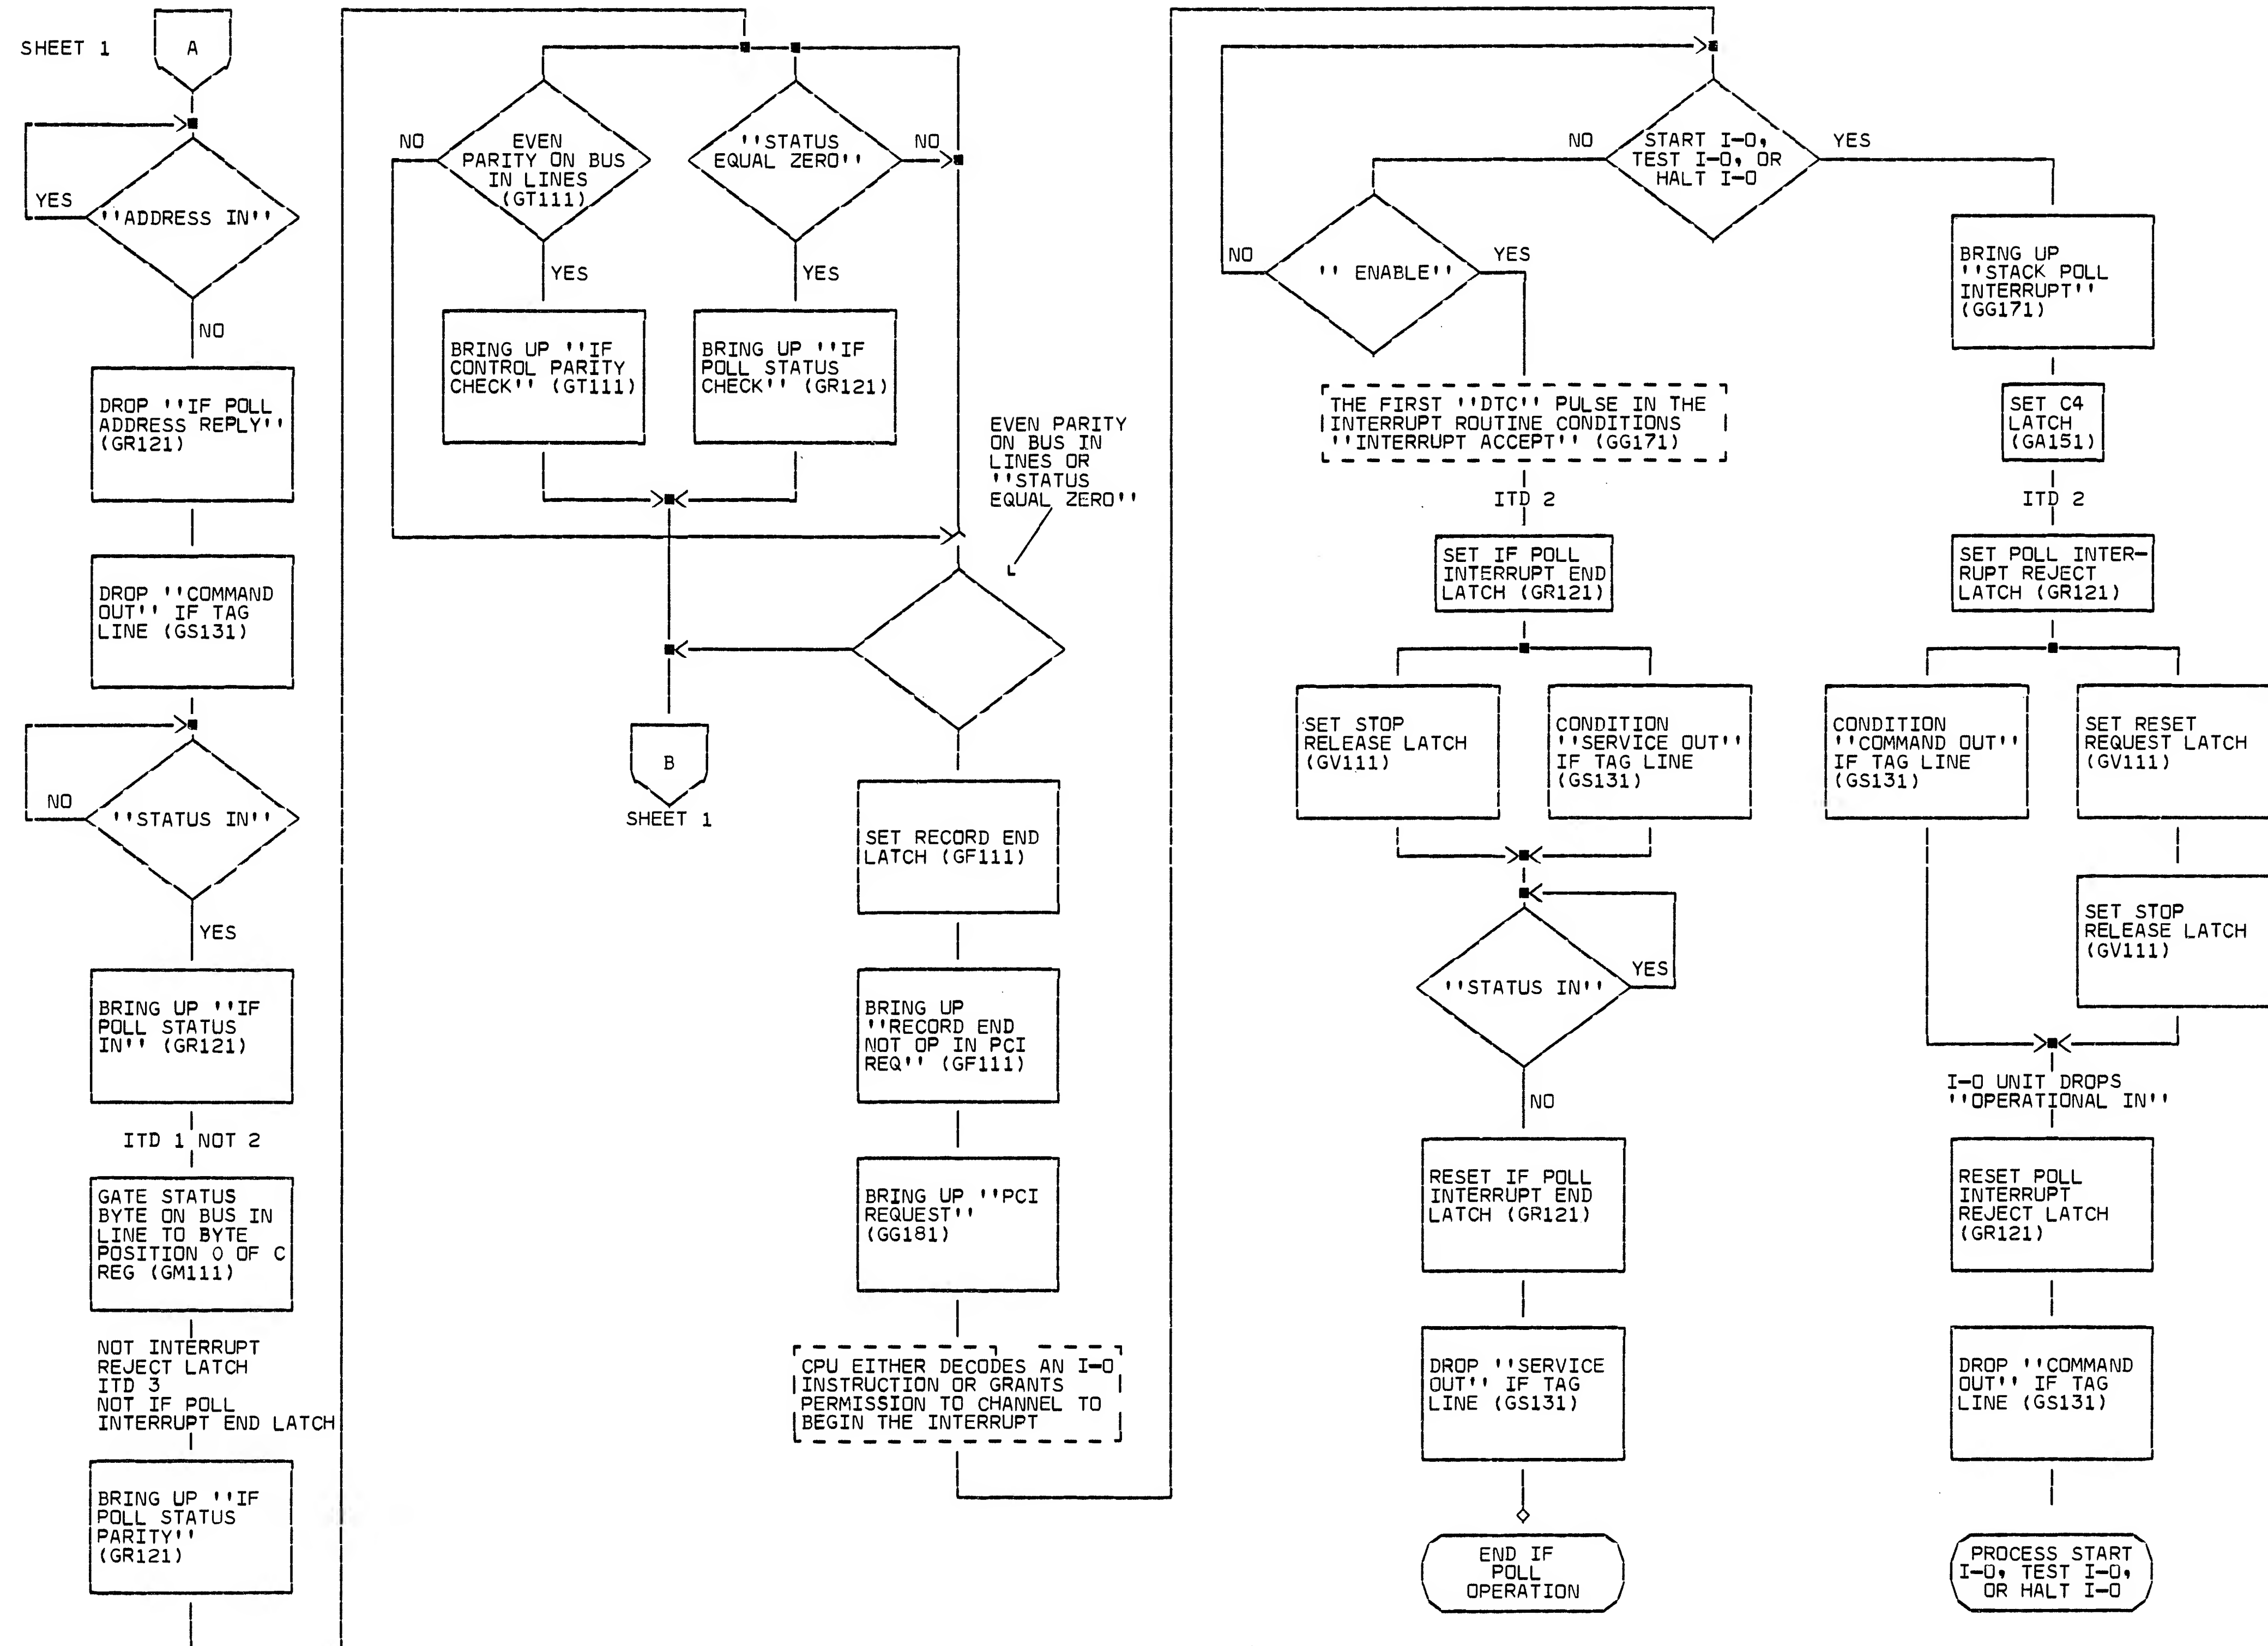 SHEET 1
A
YES
''ADDRESS IN''
NO
DROP ''IF POLL
ADDRESS REPLY''
(GR121)
DROP ''COMMAND
OUT'' IF TAG
LINE (GS131)
NO
''STATUS IN''
YES
BRING UP ''IF
POLL STATUS
IN'' (GR121)
ITD 1 NOT 2
GATE STATUS
BYTE ON BUS IN
LINE TO BYTE
POSITION 0 OF C
REG (GM111)
NOT INTERRUPT
REJECT LATCH
ITD 3
NOT IF POLL
INTERRUPT END LATCH
BRING UP ''IF
POLL STATUS
PARITY''
(GR121)
NO
EVEN
PARITY ON BUS
IN LINES
(GT111)
YES
BRING UP ''IF
CONTROL PARITY
CHECK'' (GT111)
''STATUS
EQUAL ZERO''
NO
YES
BRING UP ''IF
POLL STATUS
CHECK'' (GR121)
EVEN PARITY
ON BUS IN
LINES OR
''STATUS
EQUAL ZERO''
B
SHEET 1
SET RECORD END
LATCH (GF111)
BRING UP
''RECORD END
NOT OP IN PCI
REQ'' (GF111)
BRING UP ''PCI
REQUEST''
(GG181)
CPU EITHER DECODES AN I-O
INSTRUCTION OR GRANTS
PERMISSION TO CHANNEL TO
BEGIN THE INTERRUPT
NO
START I-O,
TEST I-O, OR
HALT I-O
YES
NO
'' ENABLE''
YES
THE FIRST ''DTC'' PULSE IN THE
INTERRUPT ROUTINE CONDITIONS
''INTERRUPT ACCEPT'' (GG171)
ITD 2
SET IF POLL
INTERRUPT END
LATCH (GR121)
SET STOP
RELEASE LATCH
(GV111)
CONDITION
''SERVICE OUT''
IF TAG LINE
(GS131)
''STATUS IN''
YES
NO
RESET IF POLL
INTERRUPT END
LATCH (GR121)
DROP ''SERVICE
OUT'' IF TAG
LINE (GS131)
END IF
POLL
OPERATION
BRING UP
''STACK POLL
INTERRUPT''
(GG171)
SET C4
LATCH
(GA151)
ITD 2
SET POLL INTER-
RUPT REJECT
LATCH (GR121)
CONDITION
''COMMAND OUT''
IF TAG LINE
(GS131)
SET RESET
REQUEST LATCH
(GV111)
SET STOP
RELEASE LATCH
(GV111)
I-O UNIT DROPS
''OPERATIONAL IN''
RESET POLL
INTERRUPT
REJECT LATCH
(GR121)
DROP ''COMMAND
OUT'' IF TAG
LINE (GS131)
PROCESS START
I-O, TEST I-O,
OR HALT I-O